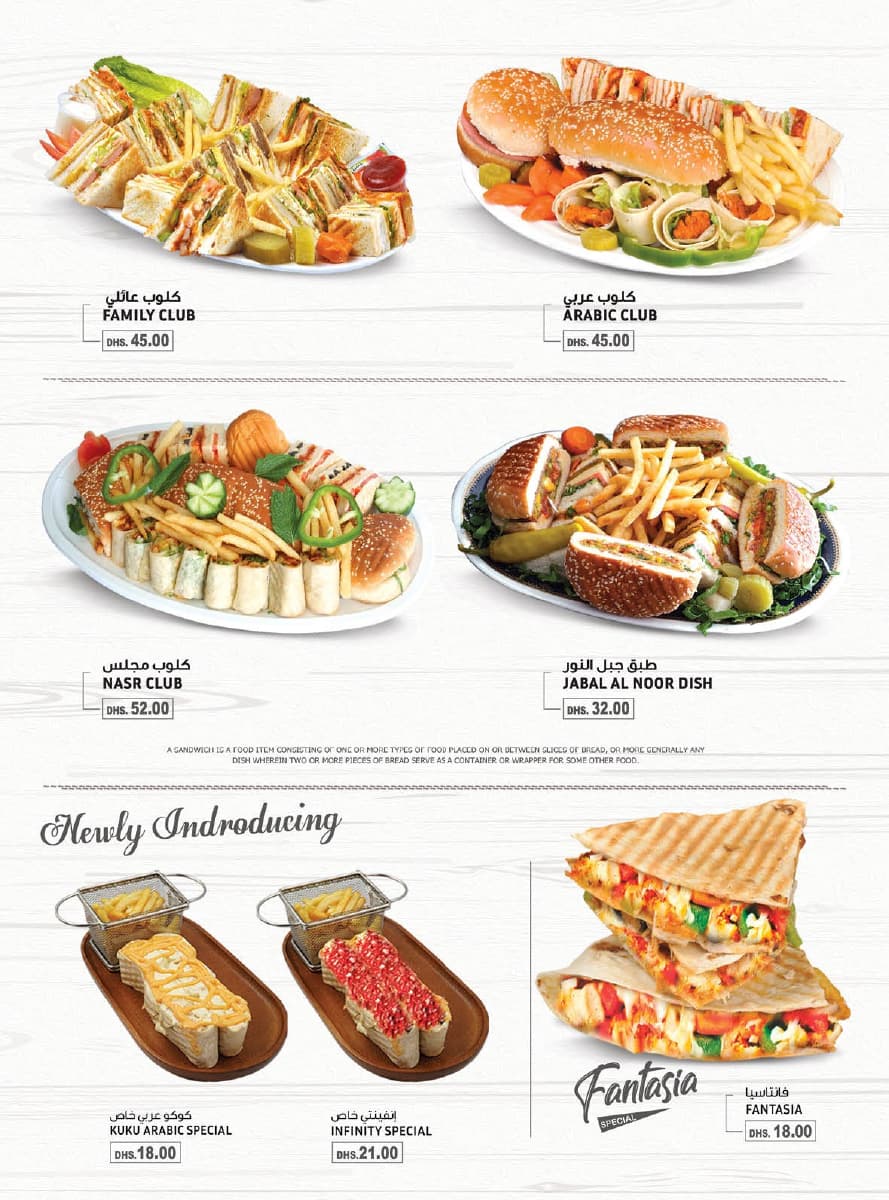 كلوب عائلي
FAMILY CLUB
DHS. 45.00
كلوب عربي
ARABIC CLUB
DHS. 45.00
كلوب مجلس
NASR CLUB
DHS. 52.00
طبق جبل النور
JABAL AL NOOR DISH
DHS. 32.00
A SANDWICH IS A FOOD ITEM CONSISTING OF ONE OR MORE TYPES OF FOOD PLACED ON OR BETWEEN SLICES OF BREAD, OR MORE GENERALLY ANY
DISH WHEREIN TWO OR MORE PIECES OF BREAD SERVE AS A CONTAINER OR WRAPPER FOR SOME OTHER FOOD.
Newly Indroducing
كوكو عربي خاص
KUKU ARABIC SPECIAL
DHS.18.00
إنفينتي خاص
INFINITY SPECIAL
DHS.21.00
Fantasia
SPECIAL
فانتاسيا
FANTASIA
DHS. 18.00